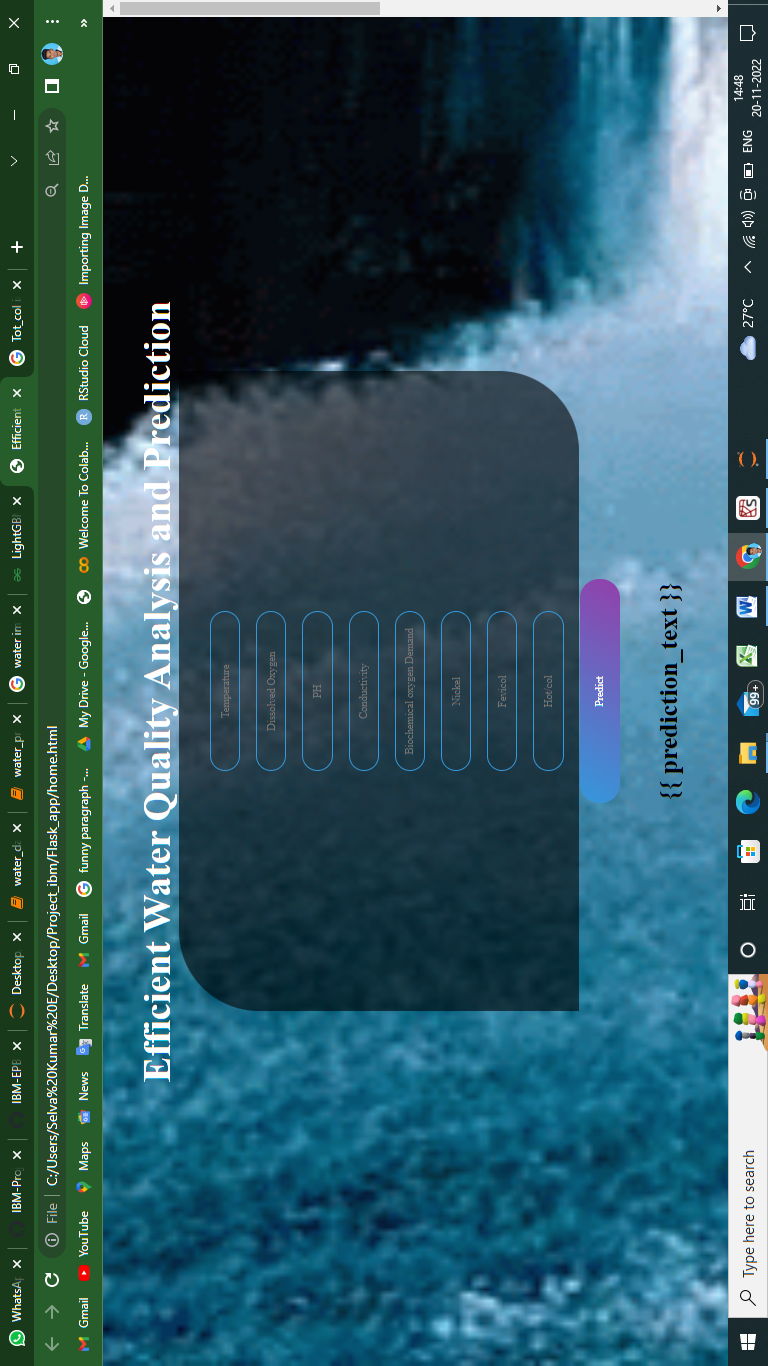 WhatsA
IBM-Pro
IBM-EPB
Desktop
water_d
water_p
water im
LightGB
Efficient
Tot_col i
File
C:/Users/Selva%20Kumar%20E/Desktop/Project_ibm/Flask_app/home.html
Gmail
YouTube
Maps
News
Translate
Gmail
funny paragraph -...
My Drive - Google...
Welcome To Colab...
RStudio Cloud
Importing Image D...
Efficient Water Quality Analysis and Prediction
Temperature
Dissolved Oxygen
PH
Conductivity
Biochemical oxygen Demand
Nickel
Fevicol
Hot/col
Predict
{{ prediction_text }}
Type here to search
99+
27°C
ENG
14:48
20-11-2022